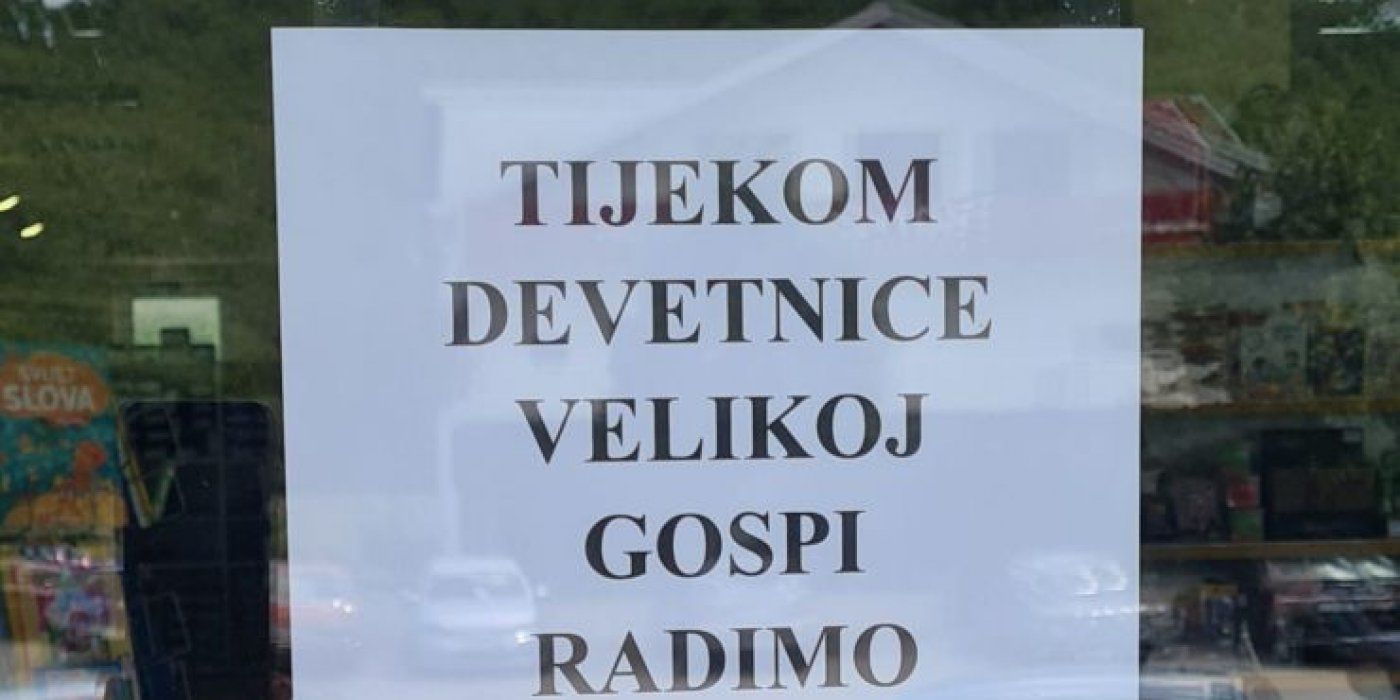 TIJEKOM
DEVETNICE
VELIKOJ
GOSPI
RADIMO
SVIJET
SLOVA